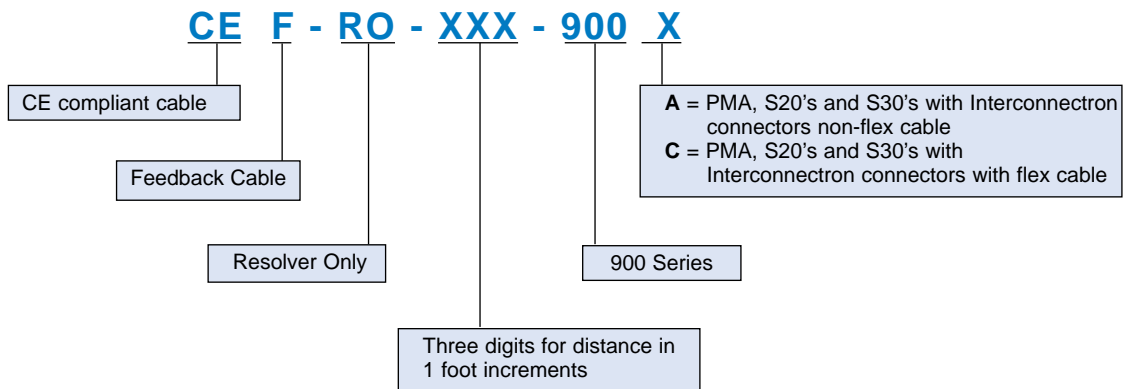 CE F - RO - XXX - 900 X
CE compliant cable
A = PMA, S20's and S30's with Interconnectron
connectors non-flex cable
C = PMA, S20's and S30's with
Interconnectron connectors with flex cable
Feedback Cable
Resolver Only
900 Series
Three digits for distance in
1 foot increments